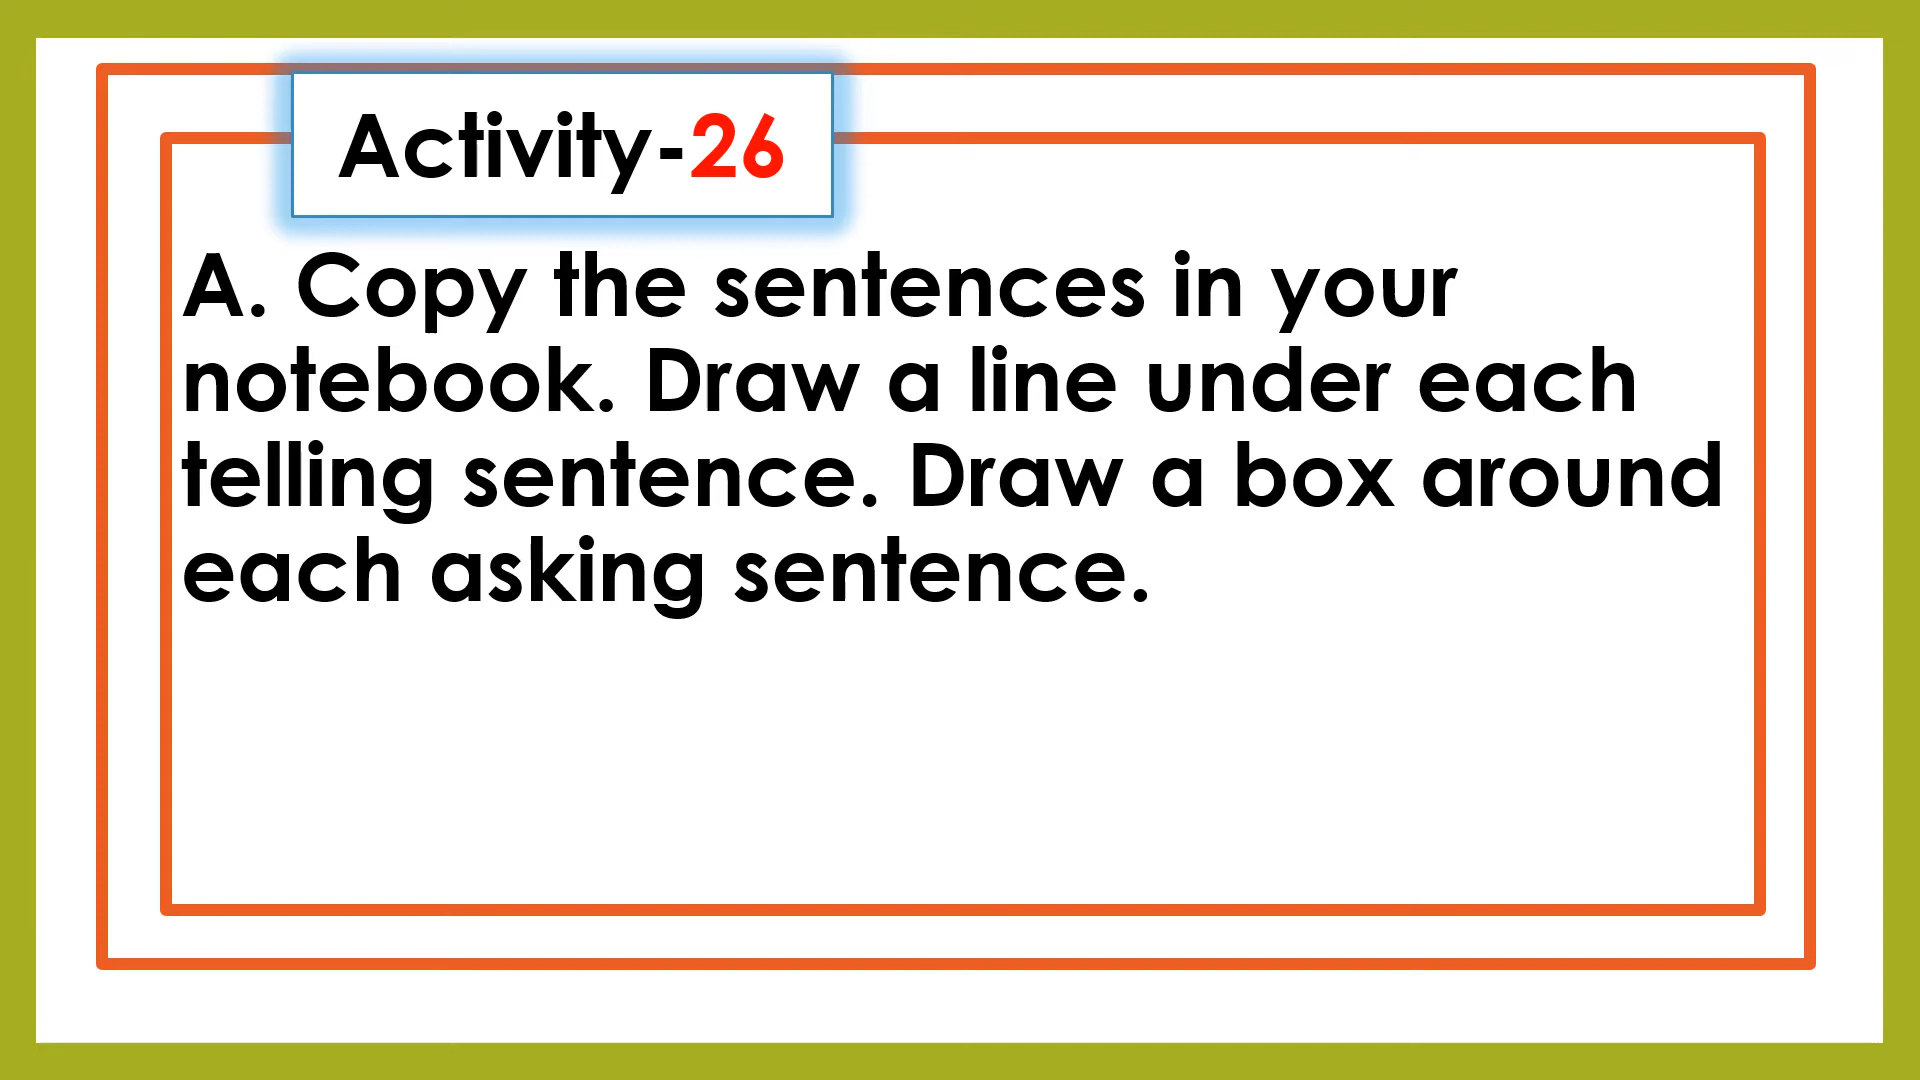 Activity-26
A. Copy the sentences in your
notebook. Draw a line under each
telling sentence. Draw a box around
each asking sentence.